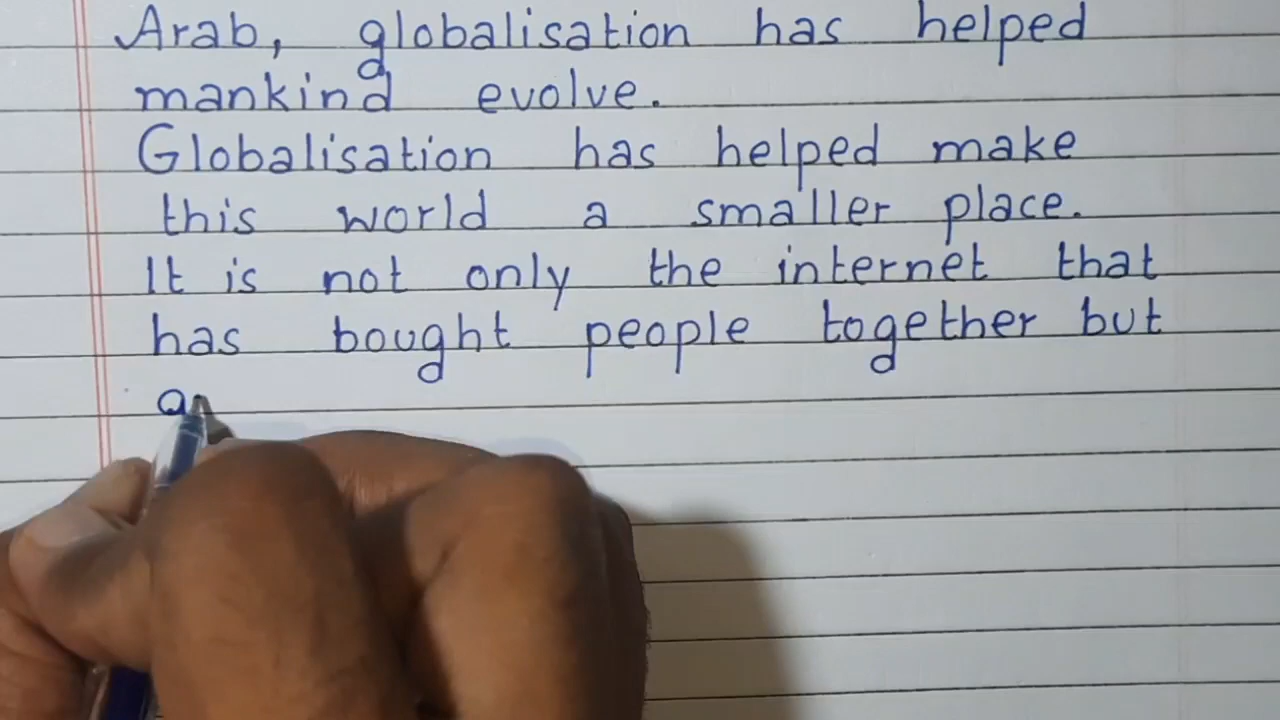 Arab, globalisation has helped
mankind evolve.
Globalisation has helped make
this world a smaller place.
It is not only the internet that
has bought people together but